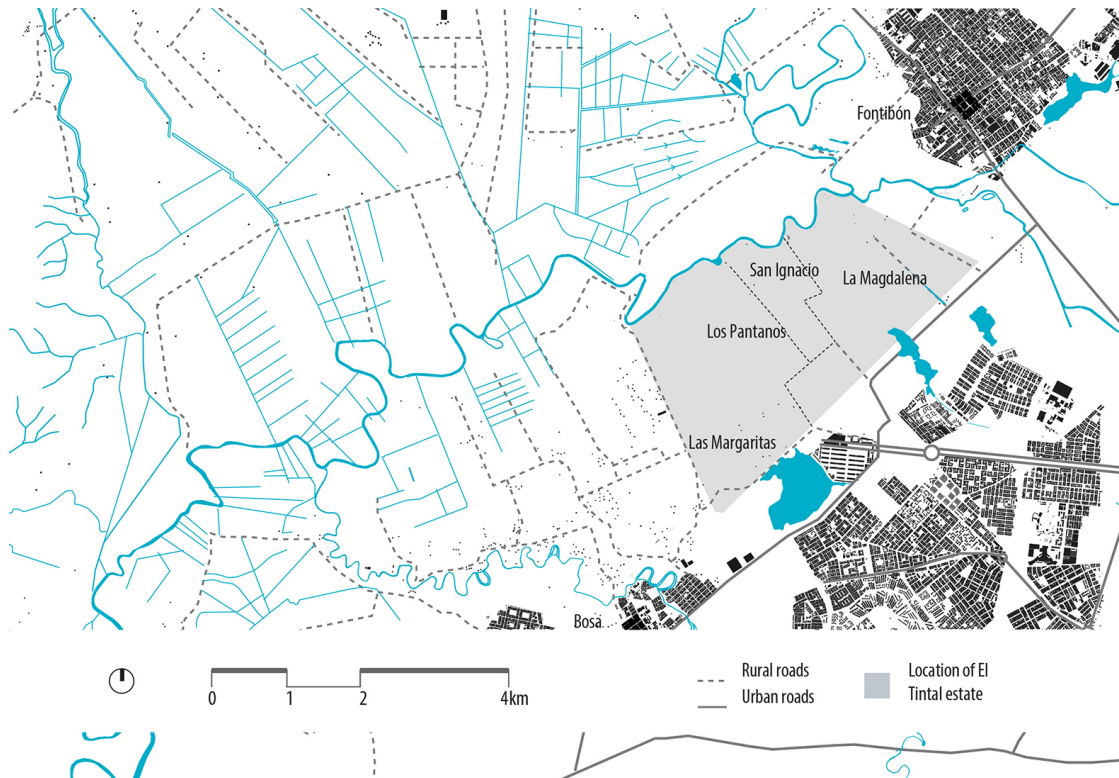 Fontibón
San Ignacio
La Magdalena
Los Pantanos
Las Margaritas
Bosa
0 1 2 4km
Rural roads
Urban roads
Location of El
Tintal estate